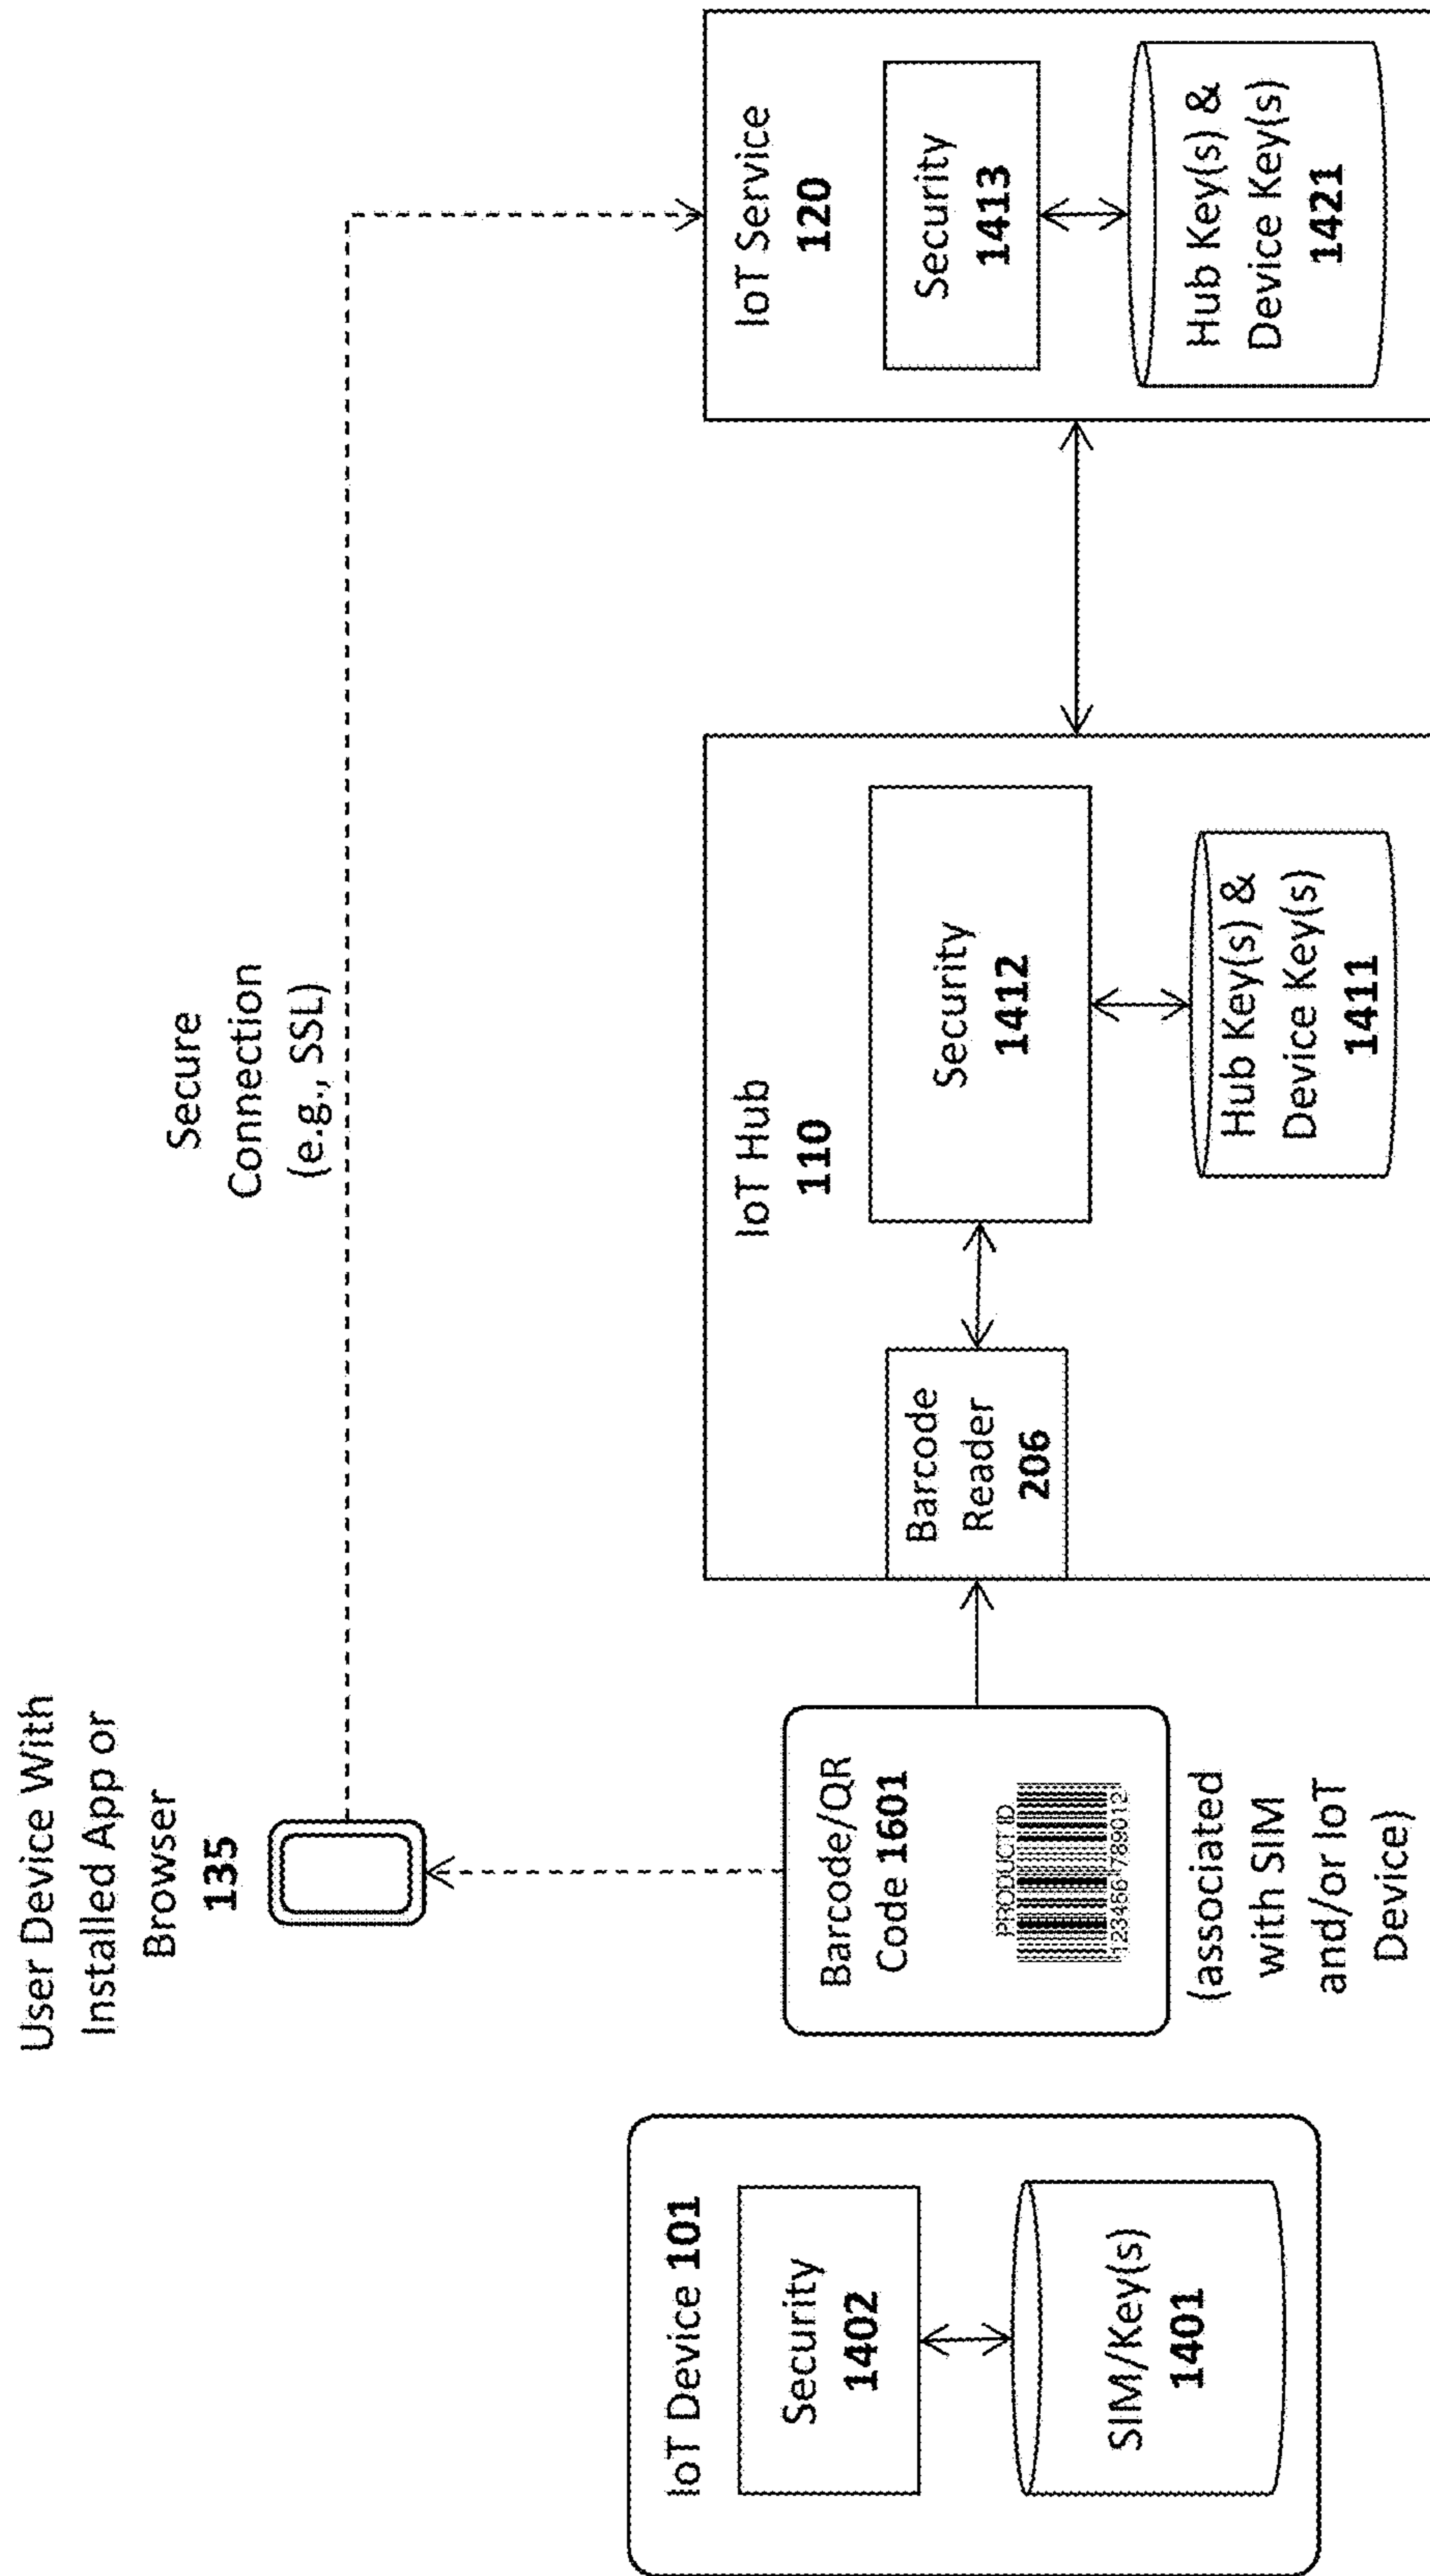 User Device With
Installed App or
Browser
135
Secure
Connection
(e.g., SSL)
IoT Device 101
Security
1402
SIM/Key(s)
1401
Barcode/QR
Code 1601
PRODUCT ID
123456 789012
(associated
with SIM
and/or IoT
Device)
IoT Hub
110
Barcode
Reader
206
Security
1412
Hub Key(s) &
Device Key(s)
1411
IoT Service
120
Security
1413
Hub Key(s) &
Device Key(s)
1421